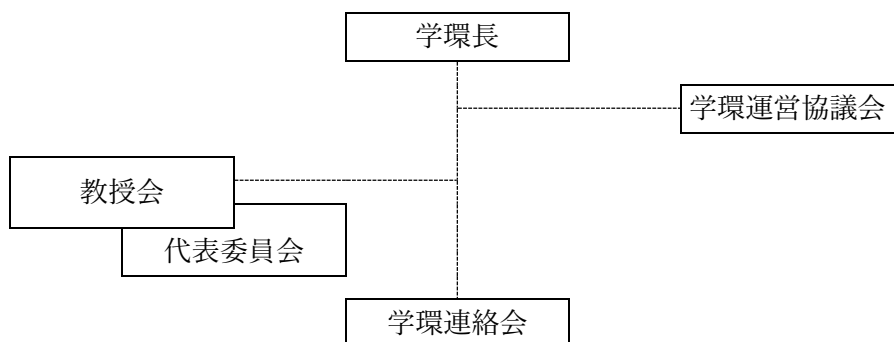 学環長
学環運営協議会
教授会
代表委員会
学環連絡会